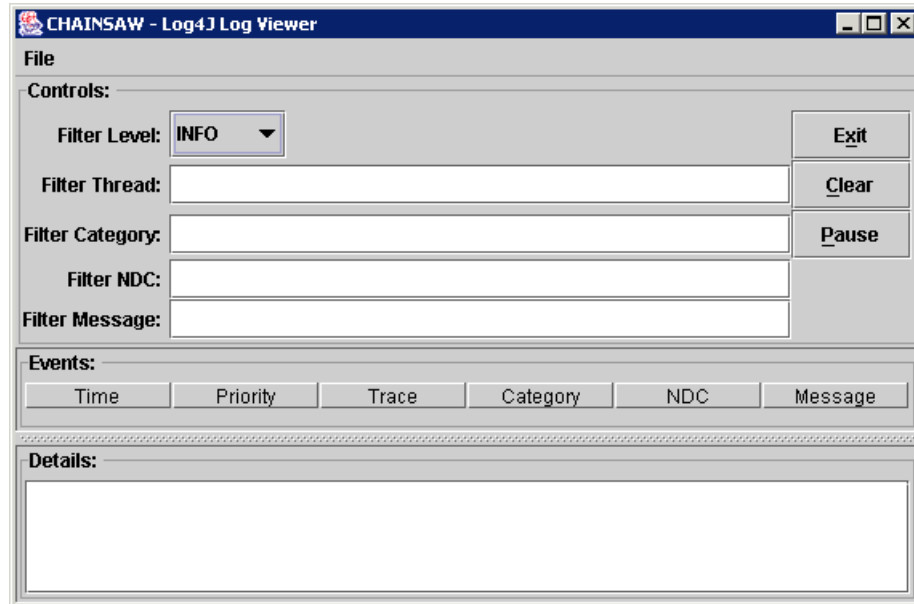 CHAINSAW - Log4J Log Viewer
File
Controls:
Filter Level: INFO Exit
Filter Thread: Clear
Filter Category: Pause
Filter NDC:
Filter Message:
Events:
Time Priority Trace Category NDC Message
Details: